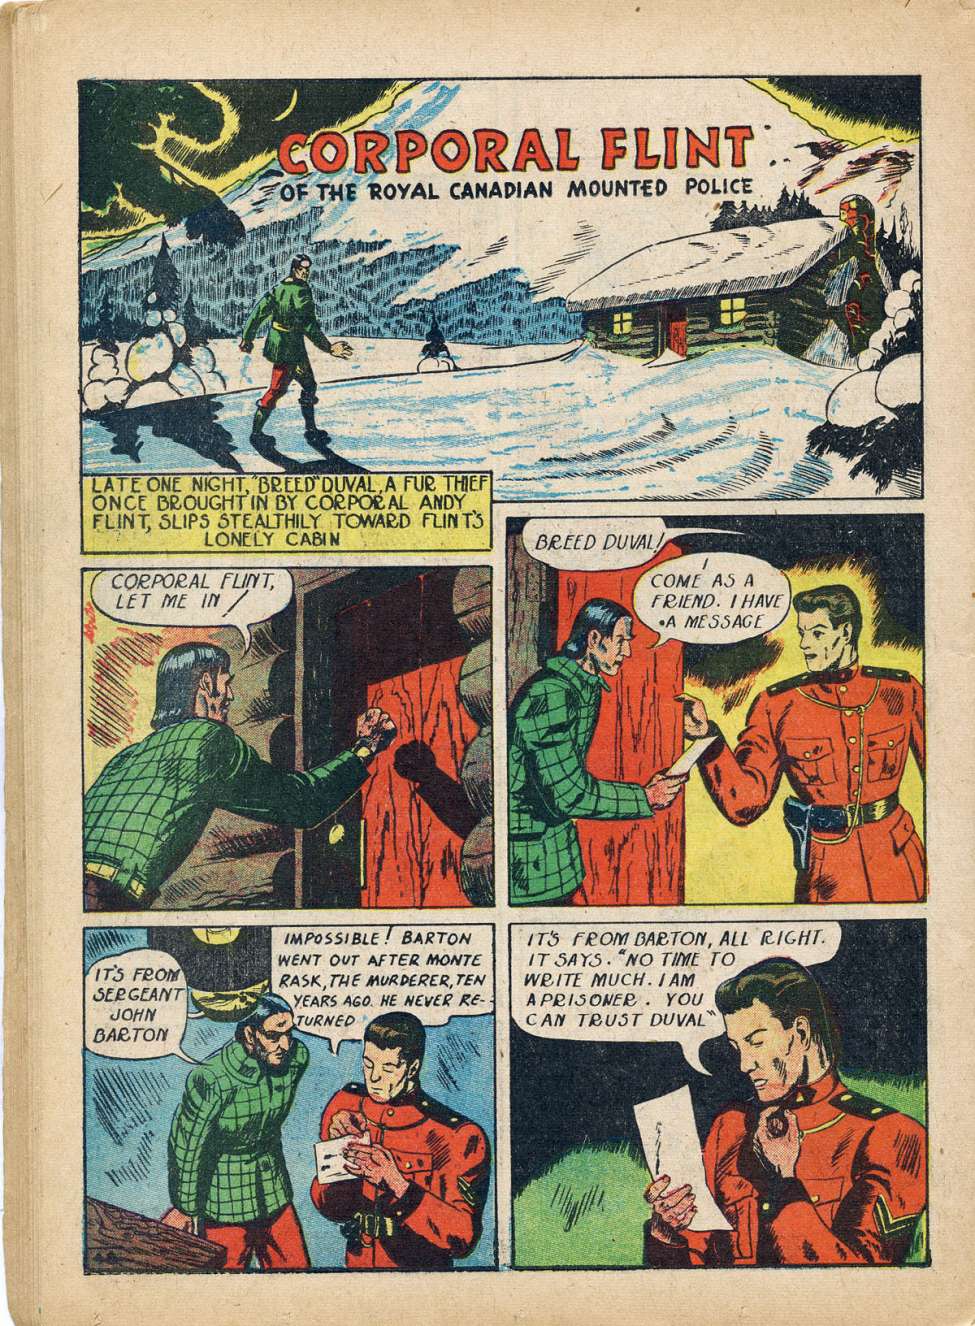 CORPORAL FLINT
OF THE ROYAL CANADIAN MOUNTED POLICE
LATE ONE NIGHT, "BREED" DUVAL, A FUR THIEF
ONCE BROUGHT IN BY CORPORAL ANDY
FLINT, SLIPS STEALTHILY TOWARD FLINT'S
LONELY CABIN
CORPORAL FLINT,
LET ME IN!
BREED DUVAL!
I
COME AS A
FRIEND. I HAVE
A MESSAGE
IT'S FROM
SERGEANT
JOHN
BARTON
IMPOSSIBLE! BARTON
WENT OUT AFTER MONTE
RASK, THE MURDERER, TEN
YEARS AGO. HE NEVER RE-
TURNED
IT'S FROM BARTON, ALL RIGHT.
IT SAYS. "NO TIME TO
WRITE MUCH. I AM
A PRISONER. YOU
CAN TRUST DUVAL"